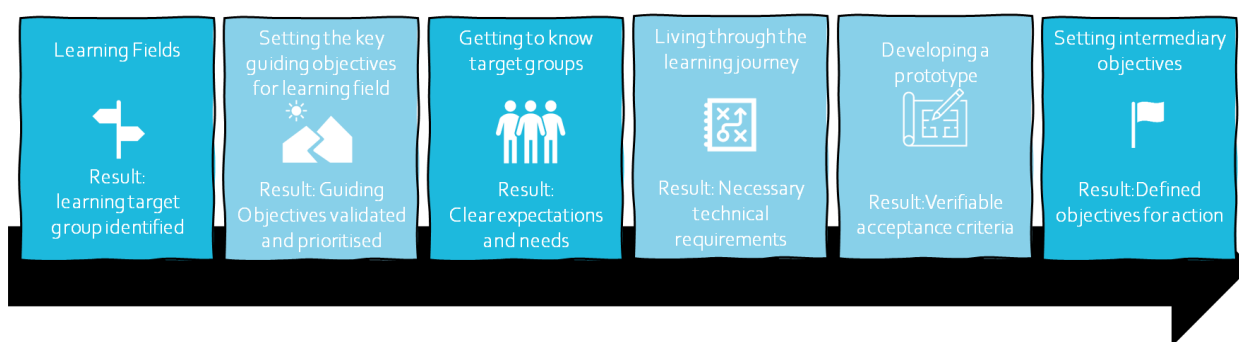 Learning Fields
Result:
learning target
group identified
Setting the key
guiding objectives
for learning field
Result: Guiding
Objectives validated
and prioritised
Getting to know
target groups
Result:
Clear expectations
and needs
Living through the
learning journey
Result: Necessary
technical
requirements
Developing a
prototype
Result:Verifiable
acceptance criteria
Setting intermediary
objectives
Result:Defined
objectives for action